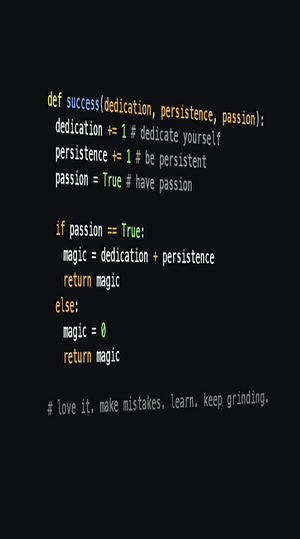 def success(dedication, persistence, passion):
dedication += 1 # dedicate yourself
persistence += 1 # be persistent
passion = True # have passion
if passion == True:
magic = dedication + persistence
return magic
else:
magic = 0
return magic
# love it. make mistakes. learn. keep grinding.